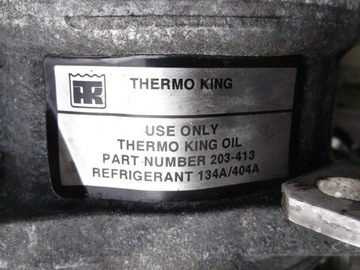 TK
THERMO KING
USE ONLY
THERMO KING OIL
PART NUMBER 203-413
REFRIGERANT 134A/404A